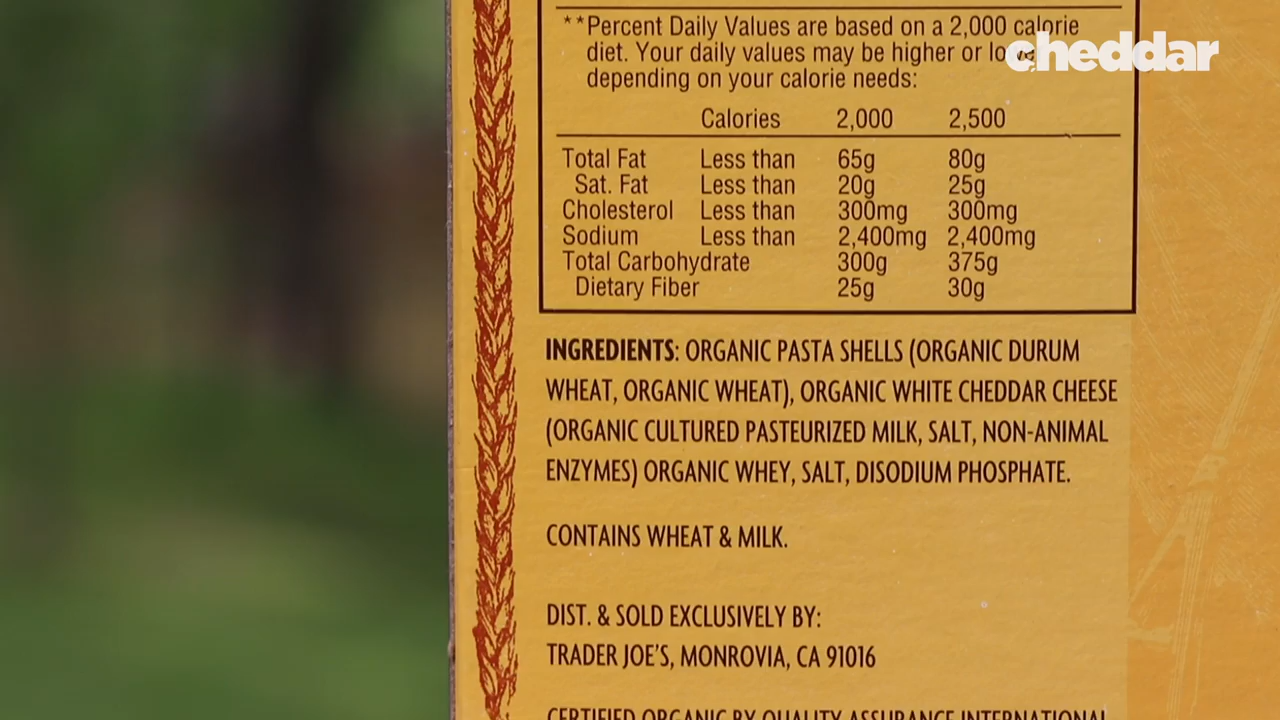 **Percent Daily Values are based on a 2,000 calorie
diet. Your daily values may be higher or lower
depending on your calorie needs:
cheddar
Calories 2,000 2,500
Total Fat Less than 65g 80g
Sat. Fat Less than 20g 25g
Cholesterol Less than 300mg 300mg
Sodium Less than 2,400mg 2,400mg
Total Carbohydrate 300g 375g
Dietary Fiber 25g 30g
INGREDIENTS: ORGANIC PASTA SHELLS (ORGANIC DURUM
WHEAT, ORGANIC WHEAT), ORGANIC WHITE CHEDDAR CHEESE
(ORGANIC CULTURED PASTEURIZED MILK, SALT, NON-ANIMAL
ENZYMES) ORGANIC WHEY, SALT, DISODIUM PHOSPHATE.
CONTAINS WHEAT & MILK.
DIST. & SOLD EXCLUSIVELY BY:
TRADER JOE'S, MONROVIA, CA 91016
CERTIFIED ORGANIC BY QUALITY ASSURANCE INTERNATIONAL